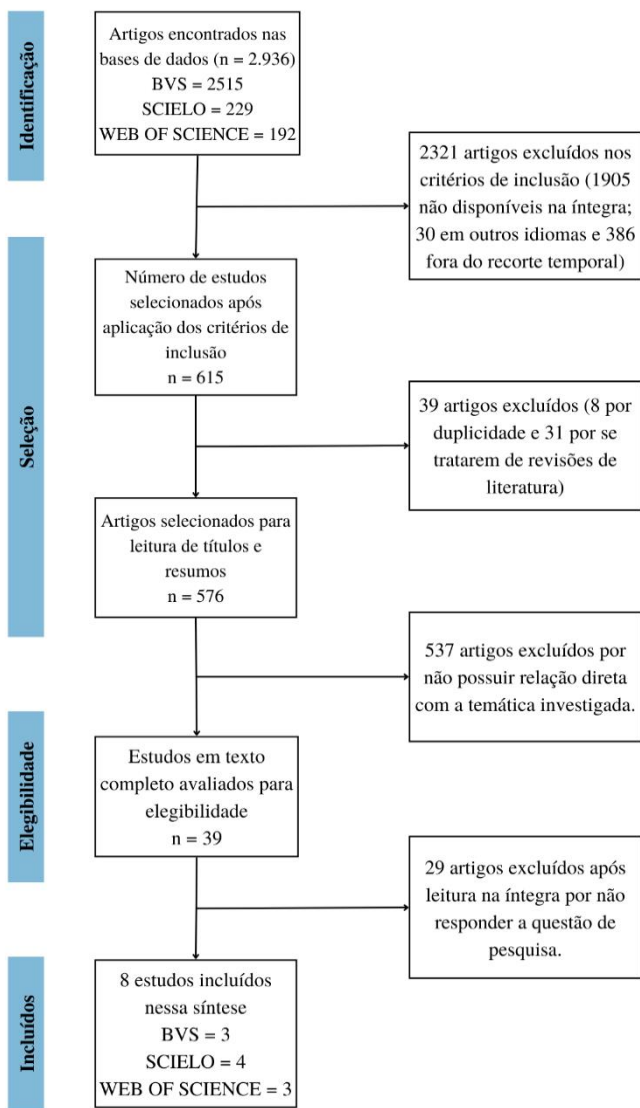 Identificação
Artigos encontrados nas
bases de dados (n = 2.936)
BVS = 2515
SCIELO = 229
WEB OF SCIENCE = 192
2321 artigos excluídos nos
critérios de inclusão (1905
não disponíveis na íntegra;
30 em outros idiomas e 386
fora do recorte temporal)
Seleção
Número de estudos
selecionados após
aplicação dos critérios de
inclusão
n = 615
39 artigos excluídos (8 por
duplicidade e 31 por se
tratarem de revisões de
literatura)
Artigos selecionados para
leitura de títulos e
resumos
n = 576
537 artigos excluídos por
não possuir relação direta
com a temática investigada.
Elegibilidade
Estudos em texto
completo avaliados para
elegibilidade
n = 39
29 artigos excluídos após
leitura na íntegra por não
responder a questão de
pesquisa.
Incluídos
8 estudos incluídos
nessa síntese
BVS = 3
SCIELO = 4
WEB OF SCIENCE = 3